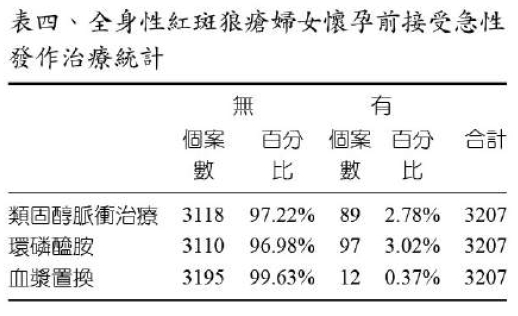 表四、全身性紅斑狼瘡婦女懷孕前接受急性
發作治療統計
無 有
個案數 百分比 個案數 百分比 合計
類固醇脈衝治療 3118 97.22% 89 2.78% 3207
環磷醯胺 3110 96.98% 97 3.02% 3207
血漿置換 3195 99.63% 12 0.37% 3207